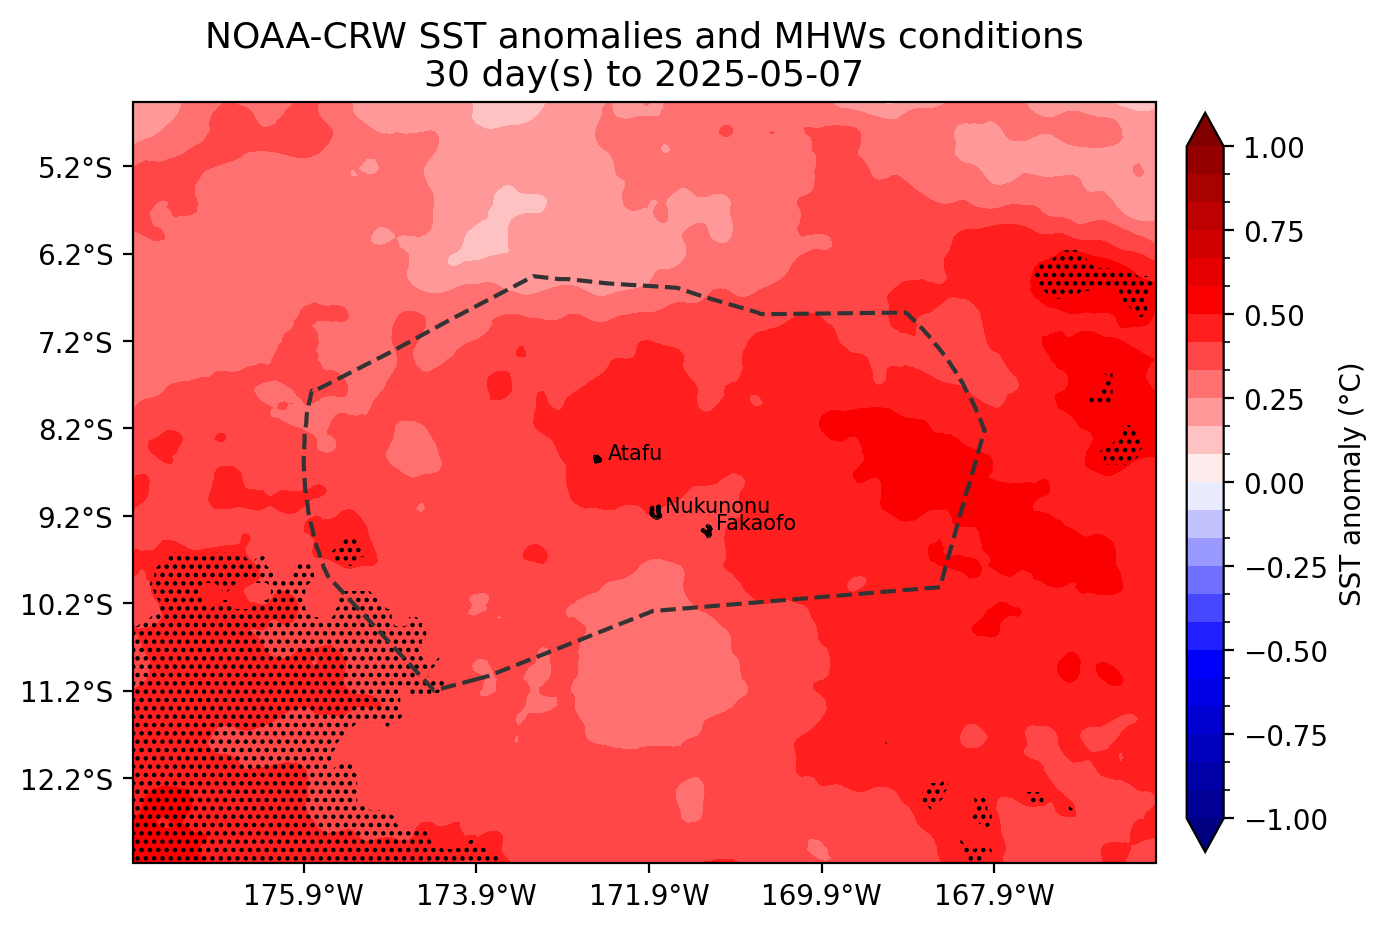 NOAA-CRW SST anomalies and MHWs conditions
30 day(s) to 2025-05-07
5.2°S
6.2°S
7.2°S
8.2°S
9.2°S
10.2°S
11.2°S
12.2°S
175.9°W
173.9°W
171.9°W
169.9°W
167.9°W
Atafu
Nukunonu
Fakaofo
1.00
0.75
0.50
0.25
0.00
−0.25
−0.50
−0.75
−1.00
SST anomaly (°C)